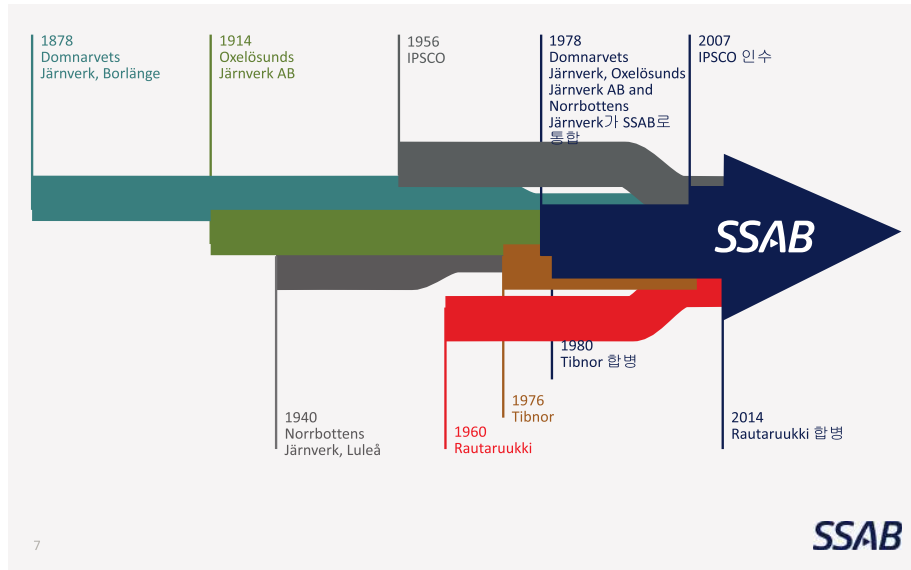 1878
Domnarvets
Järnverk, Borlänge
1914
Oxelösunds
Järnverk AB
1956
IPSCO
1978
Domnarvets
Järnverk, Oxelösunds
Järnverk AB and
Norrbottens
Järnverk가 SSAB로
통합
2007
IPSCO 인수
SSAB
1980
Tibnor 합병
1976
Tibnor
1940
Norrbottens
Järnverk, Luleå
1960
Rautaruukki
2014
Rautaruukki 합병
7
SSAB